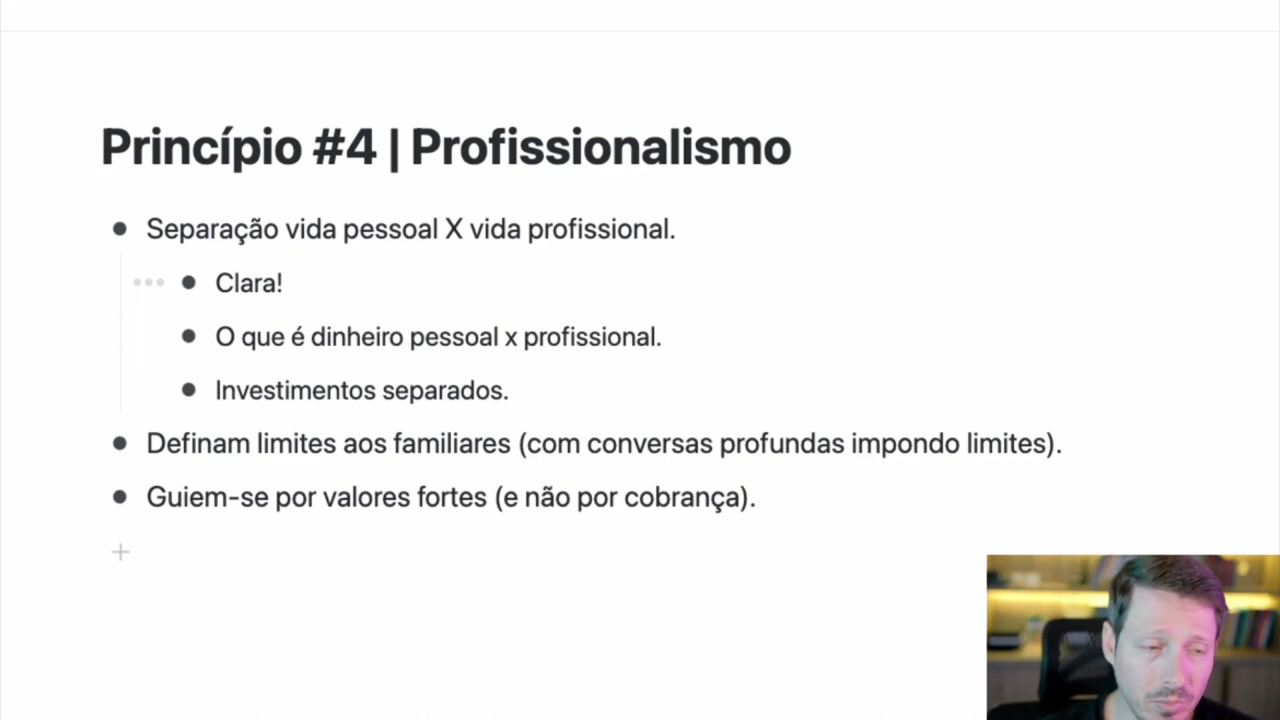 Princípio #4 | Profissionalismo
Separação vida pessoal X vida profissional.
Clara!
O que é dinheiro pessoal x profissional.
Investimentos separados.
Definam limites aos familiares (com conversas profundas impondo limites).
Guiem-se por valores fortes (e não por cobrança).